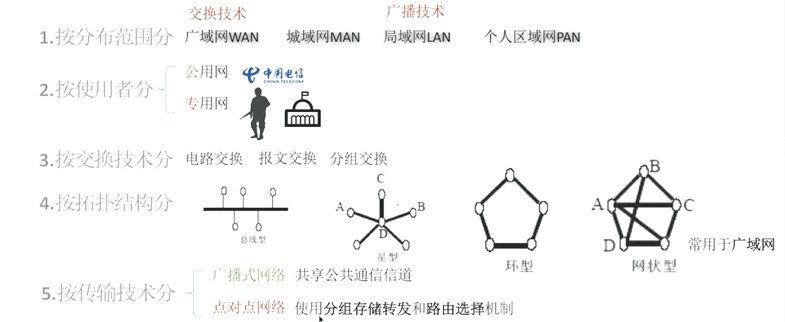 交换技术 广播技术
1.按分布范围分 广域网WAN 城域网MAN 局域网LAN 个人区域网PAN
公用网 中国电信
CHINA TELECOM
2.按使用者分
专用网
3.按交换技术分 电路交换 报文交换 分组交换
4.按拓扑结构分
总线型
A B C D
星型
环型
A B C D
网状型
常用于广域网
广播式网络 共享公共通信信道
5.按传输技术分
点对点网络 使用分组存储转发和路由选择机制